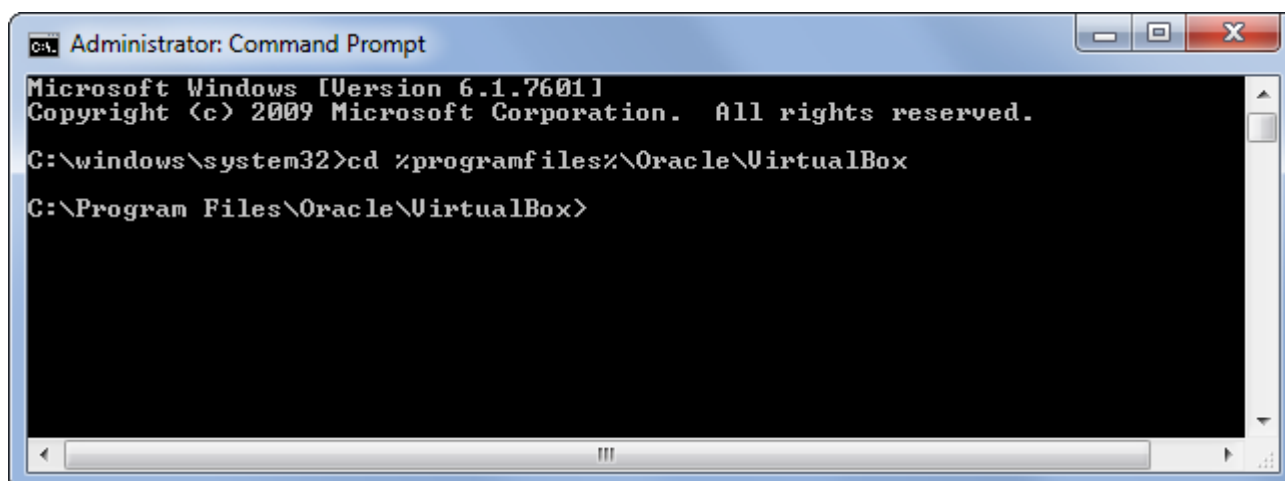 Administrator: Command Prompt
Microsoft Windows [Version 6.1.7601]
Copyright (c) 2009 Microsoft Corporation.  All rights reserved.
C:\windows\system32>cd %programfiles%\Oracle\VirtualBox
C:\Program Files\Oracle\VirtualBox>